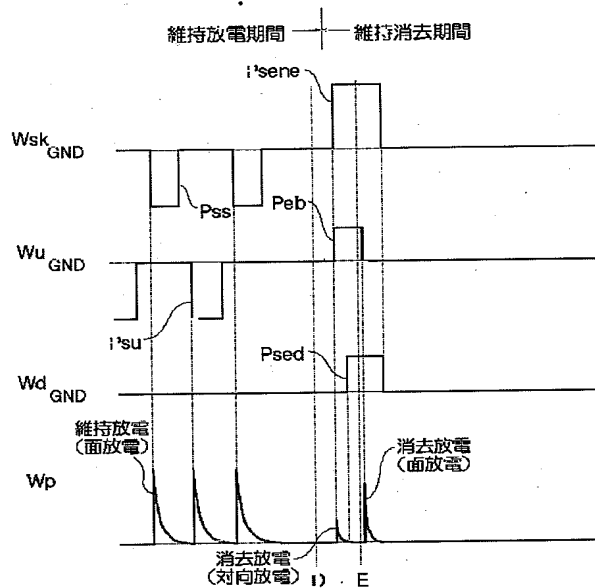 維持放電期間
維持消去期間
Psene
Wsk GND
Pss
Peb
Wu GND
Psu
Psed
Wd GND
維持放電
(面放電)
消去放電
(面放電)
Wp
消去放電
(対向放電)
D
E